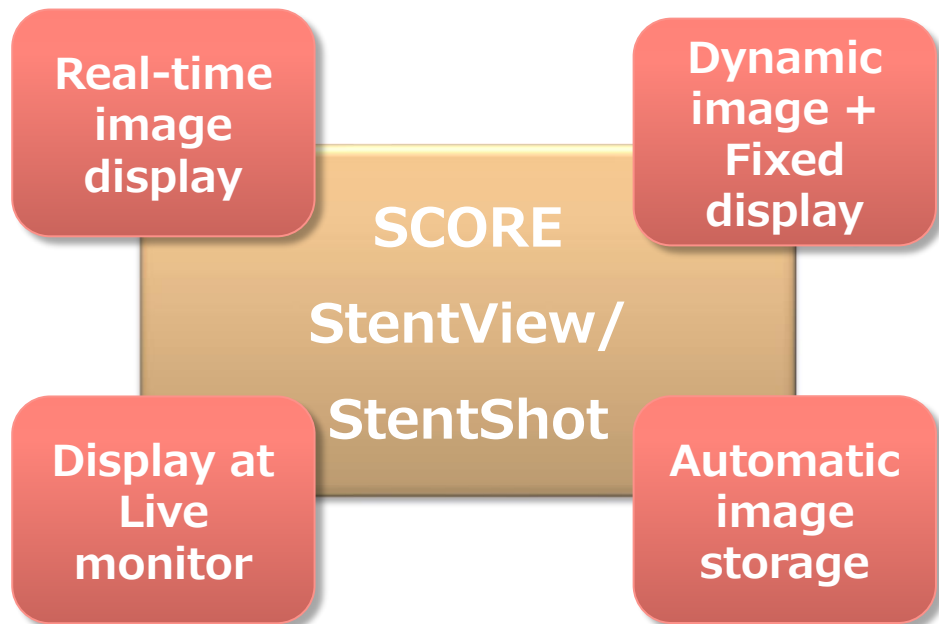 Real-time
image
display
Dynamic
image +
Fixed
display
SCORE
StentView/
StentShot
Display at
Live
monitor
Automatic
image
storage